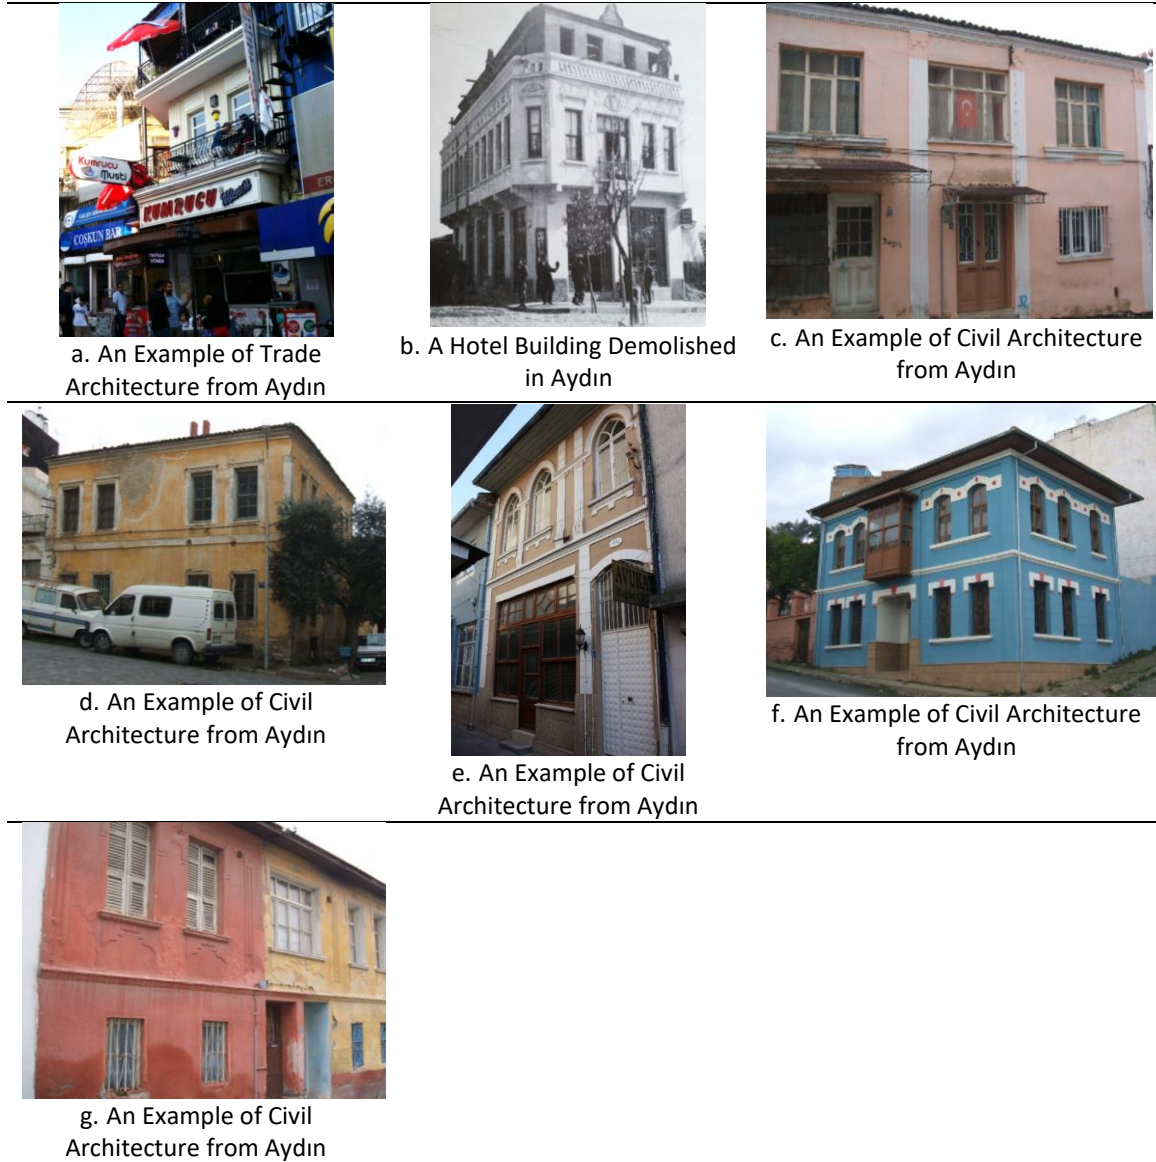 Kumrucu
Musti
KUMRUCU
COŞKUN BAR
a. An Example of Trade
Architecture from Aydın
b. A Hotel Building Demolished
in Aydın
c. An Example of Civil Architecture
from Aydın
d. An Example of Civil
Architecture from Aydın
AVUKAT
e. An Example of Civil
Architecture from Aydın
f. An Example of Civil Architecture
from Aydın
g. An Example of Civil
Architecture from Aydın